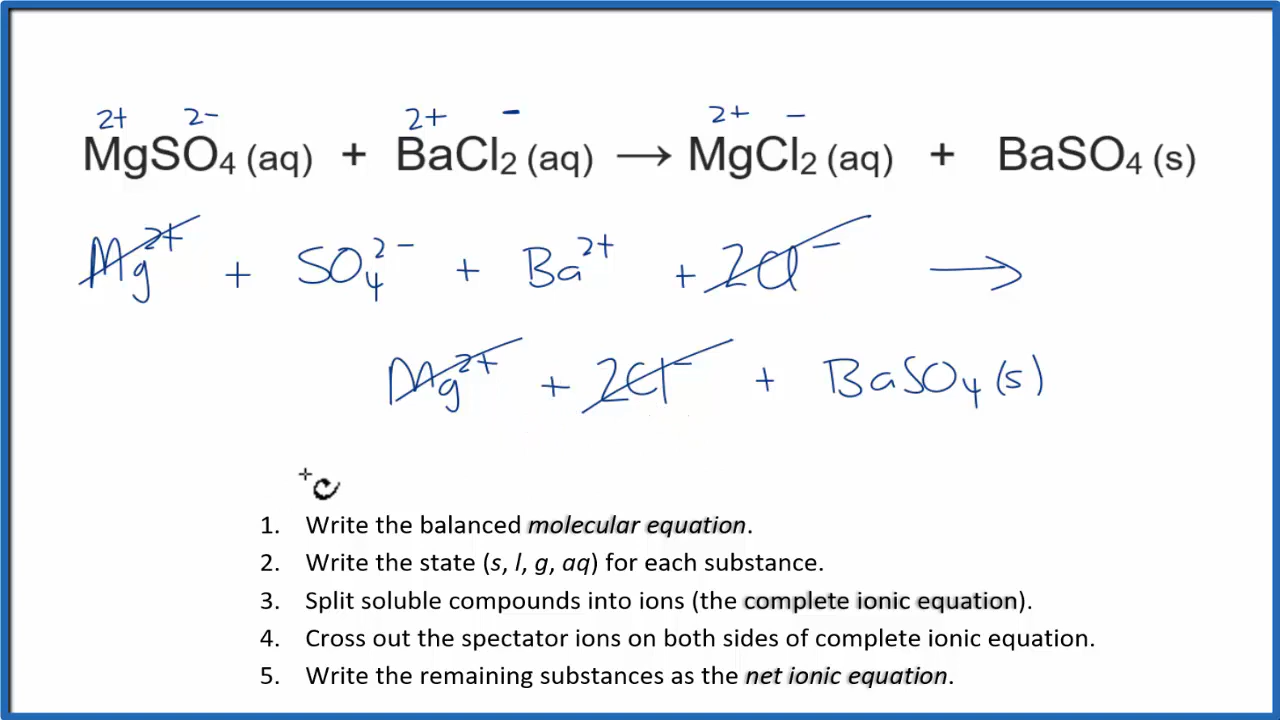 2+ 2- 2+ - 2+ -
MgSO₄ (aq) + BaCl₂ (aq) → MgCl₂ (aq) + BaSO₄ (s)
Mg²⁺ + SO₄²⁻ + Ba²⁺ + 2Cl⁻ →
Mg²⁺ + 2Cl⁻ + BaSO₄(s)
1. Write the balanced molecular equation.
2. Write the state (s, l, g, aq) for each substance.
3. Split soluble compounds into ions (the complete ionic equation).
4. Cross out the spectator ions on both sides of complete ionic equation.
5. Write the remaining substances as the net ionic equation.